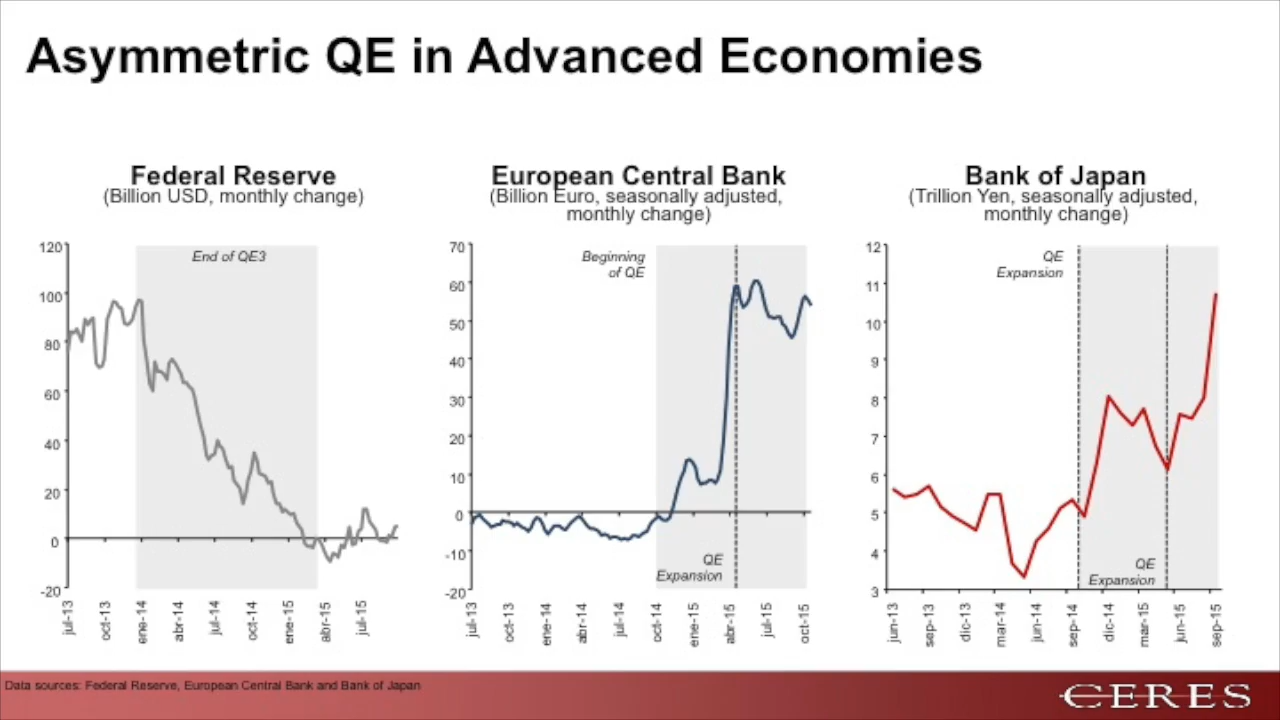 Asymmetric QE in Advanced Economies
Federal Reserve
(Billion USD, monthly change)
120
100
80
60
40
20
0
-20
End of QE3
jul-13
oct-13
ene-14
abr-14
jul-14
oct-14
ene-15
abr-15
jul-15
European Central Bank
(Billion Euro, seasonally adjusted,
monthly change)
70
60
50
40
30
20
10
0
-10
-20
Beginning
of QE
QE
Expansion
jul-13
oct-13
ene-14
abr-14
jul-14
oct-14
ene-15
abr-15
jul-15
oct-15
Bank of Japan
(Trillion Yen, seasonally adjusted,
monthly change)
12
11
10
9
8
7
6
5
4
3
QE
Expansion
QE
Expansion
jun-13
sep-13
dic-13
mar-14
jun-14
sep-14
dic-14
mar-15
jun-15
sep-15
Data sources: Federal Reserve, European Central Bank and Bank of Japan
CERES